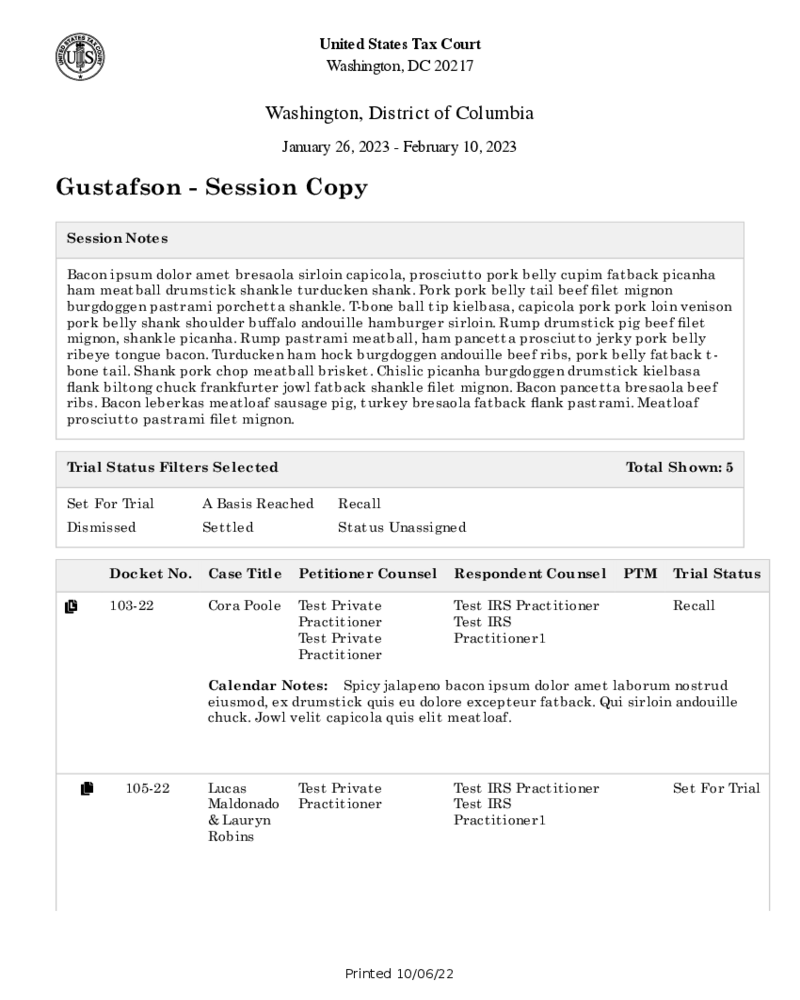 UNITED STATES TAX COURT
US
United States Tax Court
Washington, DC 20217
Washington, District of Columbia
January 26, 2023 - February 10, 2023
Gustafson - Session Copy
Session Notes
Bacon ipsum dolor amet bresaola sirloin capicola, prosciutto pork belly cupim fatback picanha
ham meatball drumstick shankle turducken shank. Pork pork belly tail beef filet mignon
burgdoggen pastrami porchetta shankle. T-bone ball tip kielbasa, capicola pork pork loin venison
pork belly shank shoulder buffalo andouille hamburger sirloin. Rump drumstick pig beef filet
mignon, shankle picanha. Rump pastrami meatball, ham pancetta prosciutto jerky pork belly
ribeye tongue bacon. Turducken ham hock burgdoggen andouille beef ribs, pork belly fatback t-
bone tail. Shank pork chop meatball brisket. Chislic picanha burgdoggen drumstick kielbasa
flank biltong chuck frankfurter jowl fatback shankle filet mignon. Bacon pancetta bresaola beef
ribs. Bacon leberkas meatloaf sausage pig, turkey bresaola fatback flank pastrami. Meatloaf
prosciutto pastrami filet mignon.
Trial Status Filters Selected Total Shown: 5
Set For Trial A Basis Reached Recall
Dismissed Settled Status Unassigned
Docket No. Case Title Petitioner Counsel Respondent Counsel PTM Trial Status
103-22 Cora Poole Test Private Test IRS Practitioner Recall
Practitioner Test IRS
Test Private Practitioner1
Practitioner
Calendar Notes: Spicy jalapeno bacon ipsum dolor amet laborum nostrud
eiusmod, ex drumstick quis eu dolore excepteur fatback. Qui sirloin andouille
chuck. Jowl velit capicola quis elit meatloaf.
105-22 Lucas Test Private Test IRS Practitioner Set For Trial
Maldonado Practitioner Test IRS
& Lauryn Practitioner1
Robins
Printed 10/06/22